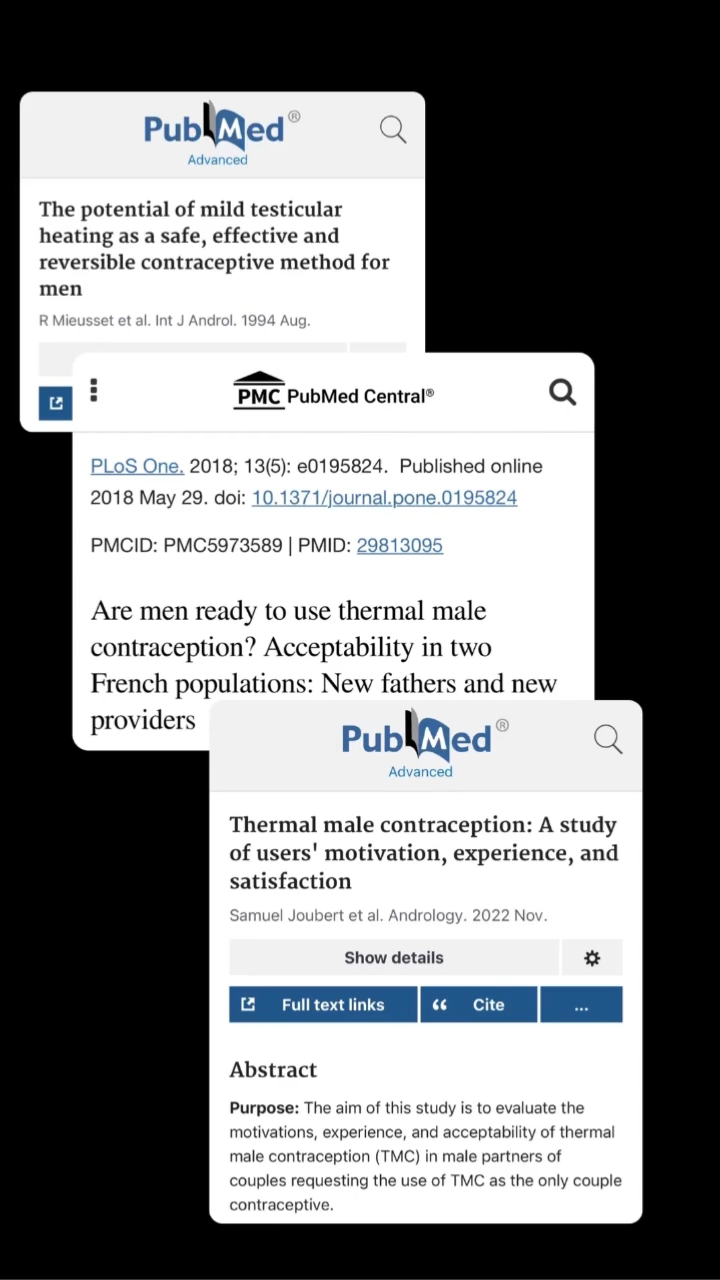 PubMed®
Advanced
The potential of mild testicular
heating as a safe, effective and
reversible contraceptive method for
men
R Mieusset et al. Int J Androl. 1994 Aug.
PMC PubMed Central®
PLoS One. 2018; 13(5): e0195824. Published online
2018 May 29. doi: 10.1371/journal.pone.0195824
PMCID: PMC5973589 | PMID: 29813095
Are men ready to use thermal male
contraception? Acceptability in two
French populations: New fathers and new
providers
PubMed®
Advanced
Thermal male contraception: A study
of users' motivation, experience, and
satisfaction
Samuel Joubert et al. Andrology. 2022 Nov.
Show details
Full text links
Cite
...
Abstract
Purpose: The aim of this study is to evaluate the
motivations, experience, and acceptability of thermal
male contraception (TMC) in male partners of
couples requesting the use of TMC as the only couple
contraceptive.